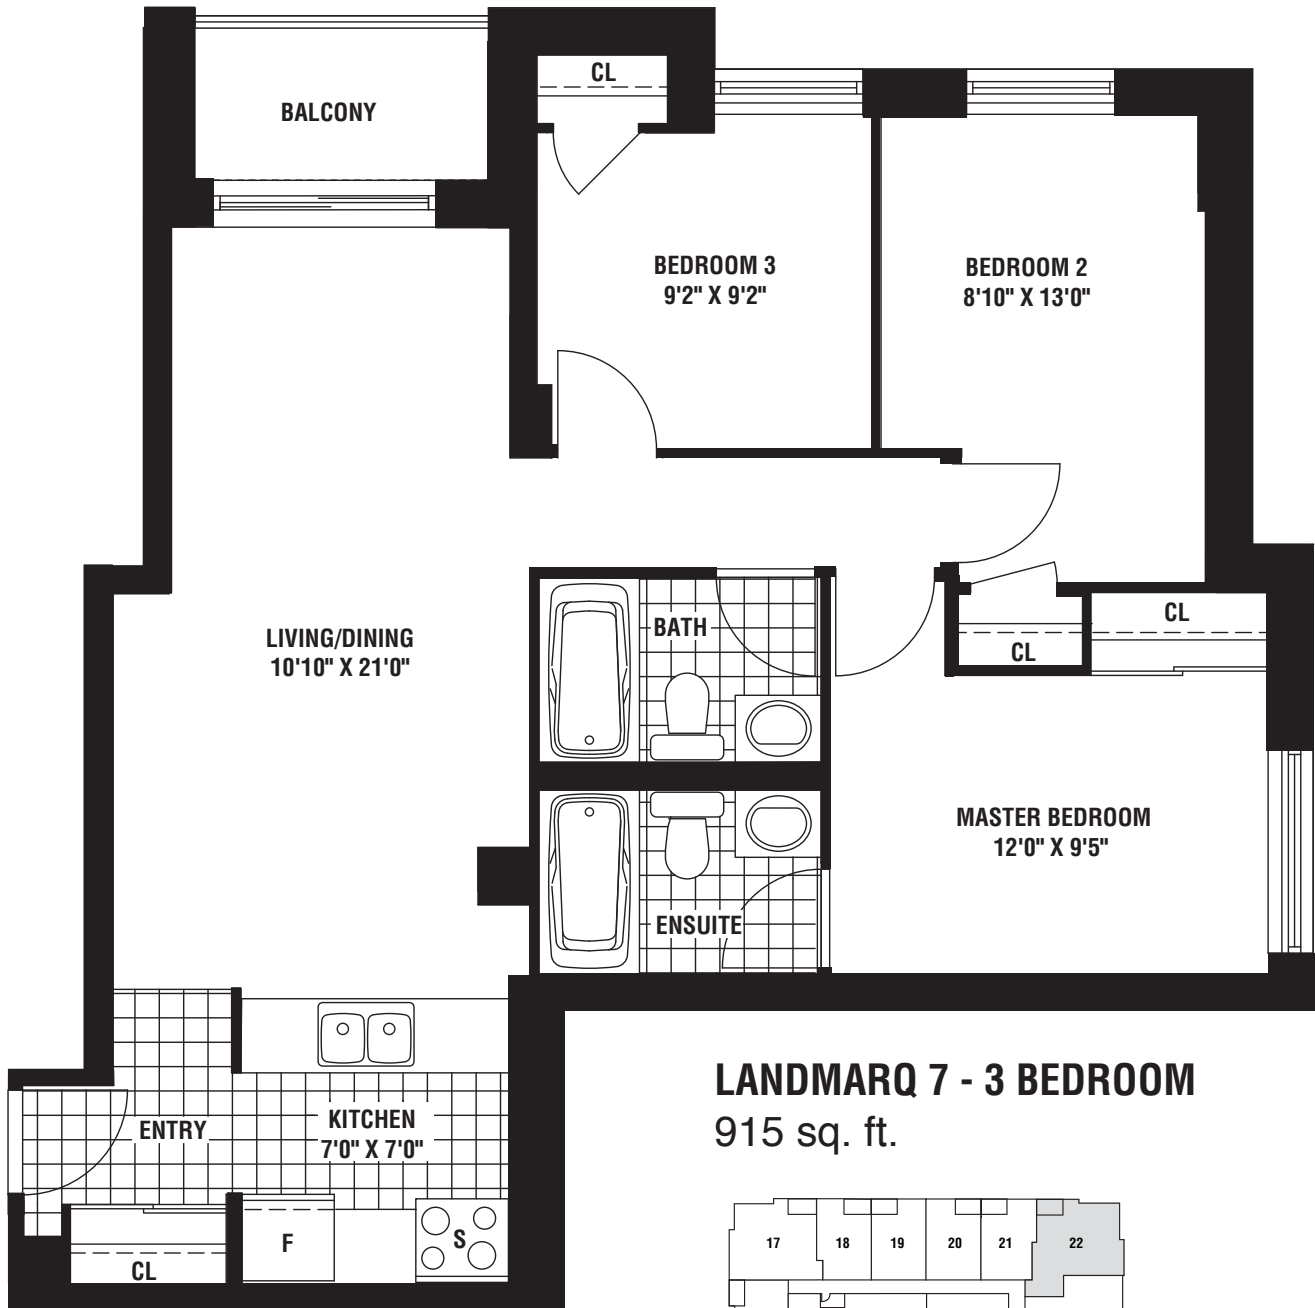 CL
BALCONY
BEDROOM 3
9'2" X 9'2"
BEDROOM 2
8'10" X 13'0"
LIVING/DINING
10'10" X 21'0"
BATH
CL
CL
MASTER BEDROOM
12'0" X 9'5"
ENSUITE
ENTRY
KITCHEN
7'0" X 7'0"
F
S
CL
LANDMARQ 7 - 3 BEDROOM
915 sq. ft.
17 18 19 20 21 22